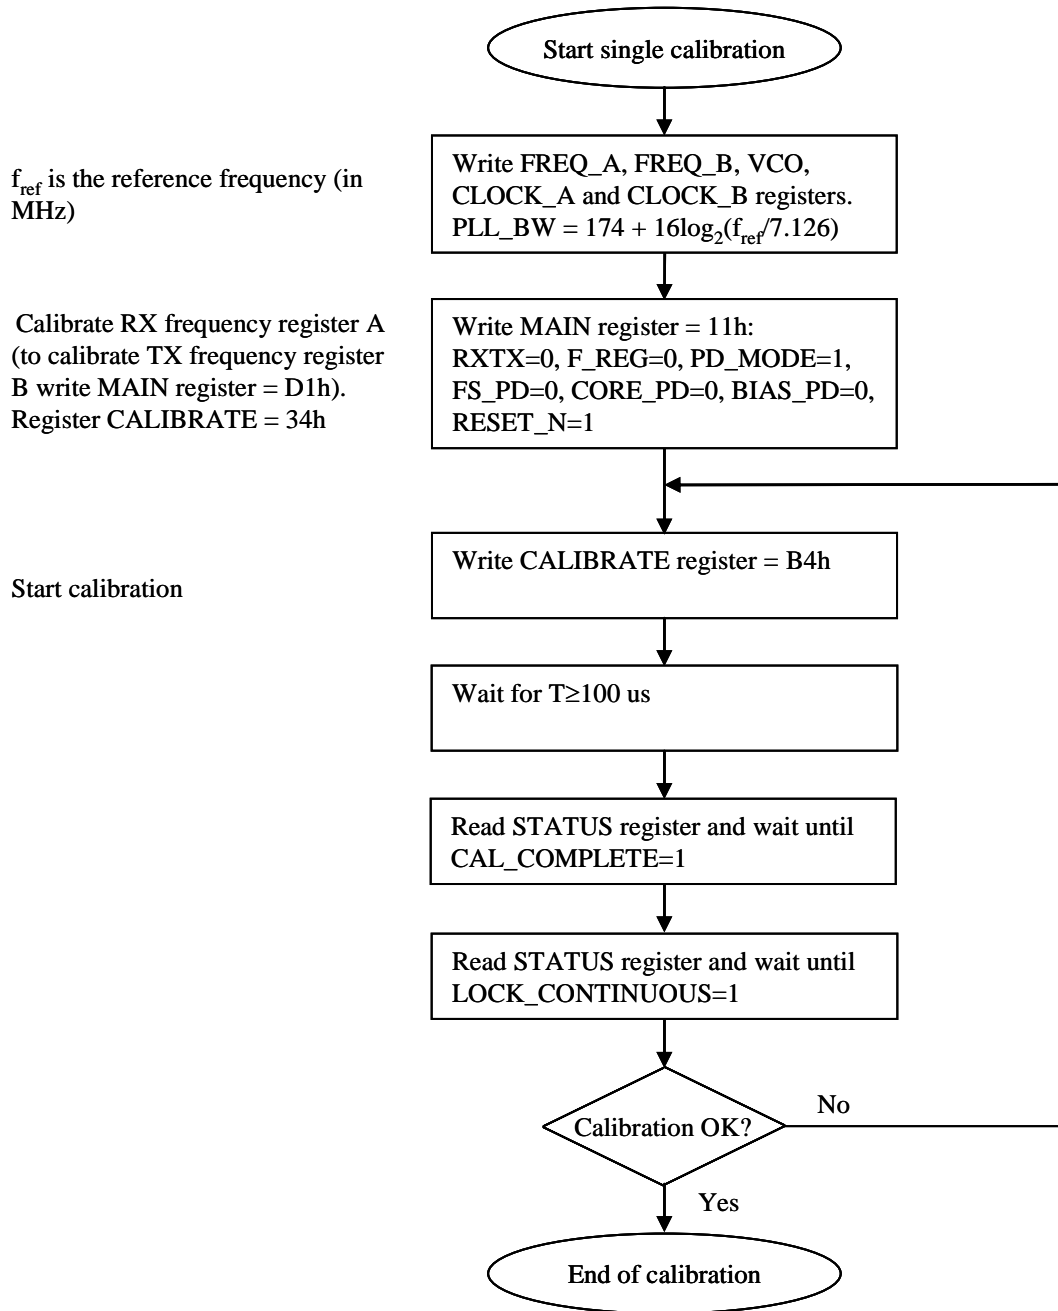 Start single calibration
f_ref is the reference frequency (in
MHz)
Write FREQ_A, FREQ_B, VCO,
CLOCK_A and CLOCK_B registers.
PLL_BW = 174 + 16log₂(f_ref/7.126)
Calibrate RX frequency register A
(to calibrate TX frequency register
B write MAIN register = D1h).
Register CALIBRATE = 34h
Write MAIN register = 11h:
RXTX=0, F_REG=0, PD_MODE=1,
FS_PD=0, CORE_PD=0, BIAS_PD=0,
RESET_N=1
Start calibration
Write CALIBRATE register = B4h
Wait for T≥100 us
Read STATUS register and wait until
CAL_COMPLETE=1
Read STATUS register and wait until
LOCK_CONTINUOUS=1
Calibration OK?
No
Yes
End of calibration